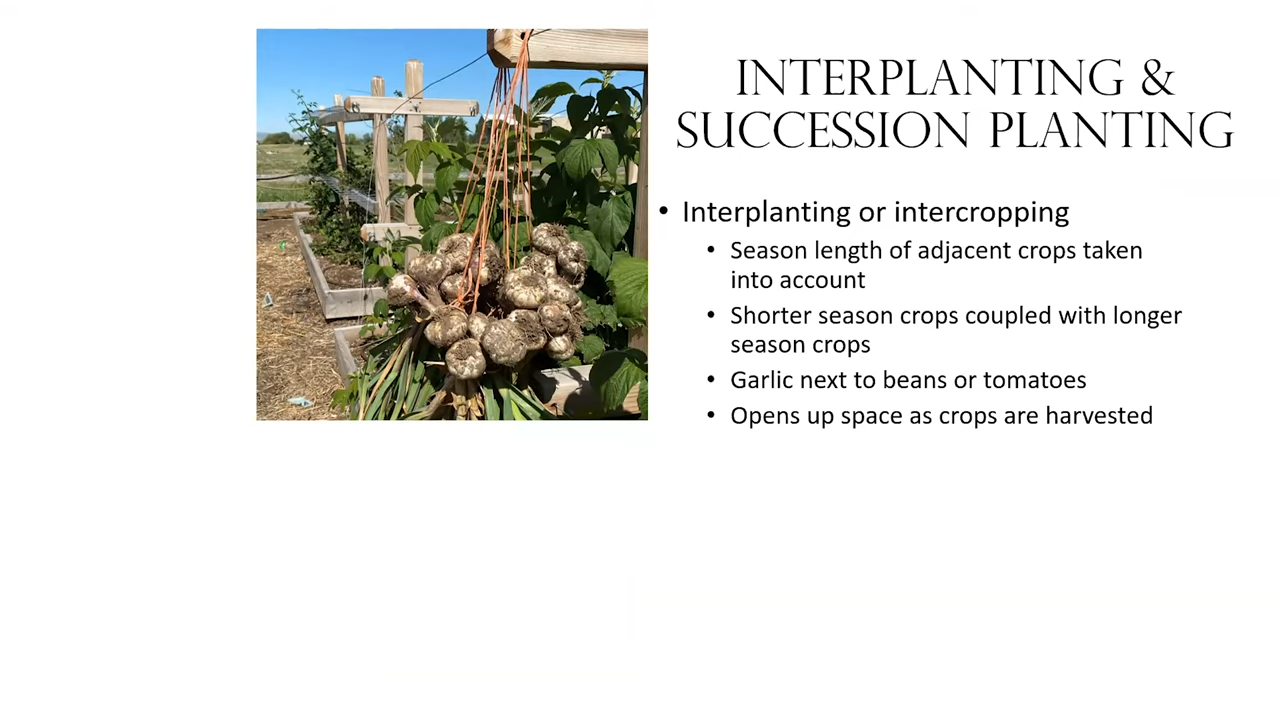 INTERPLANTING &
SUCCESSION PLANTING
• Interplanting or intercropping
• Season length of adjacent crops taken
into account
• Shorter season crops coupled with longer
season crops
• Garlic next to beans or tomatoes
• Opens up space as crops are harvested